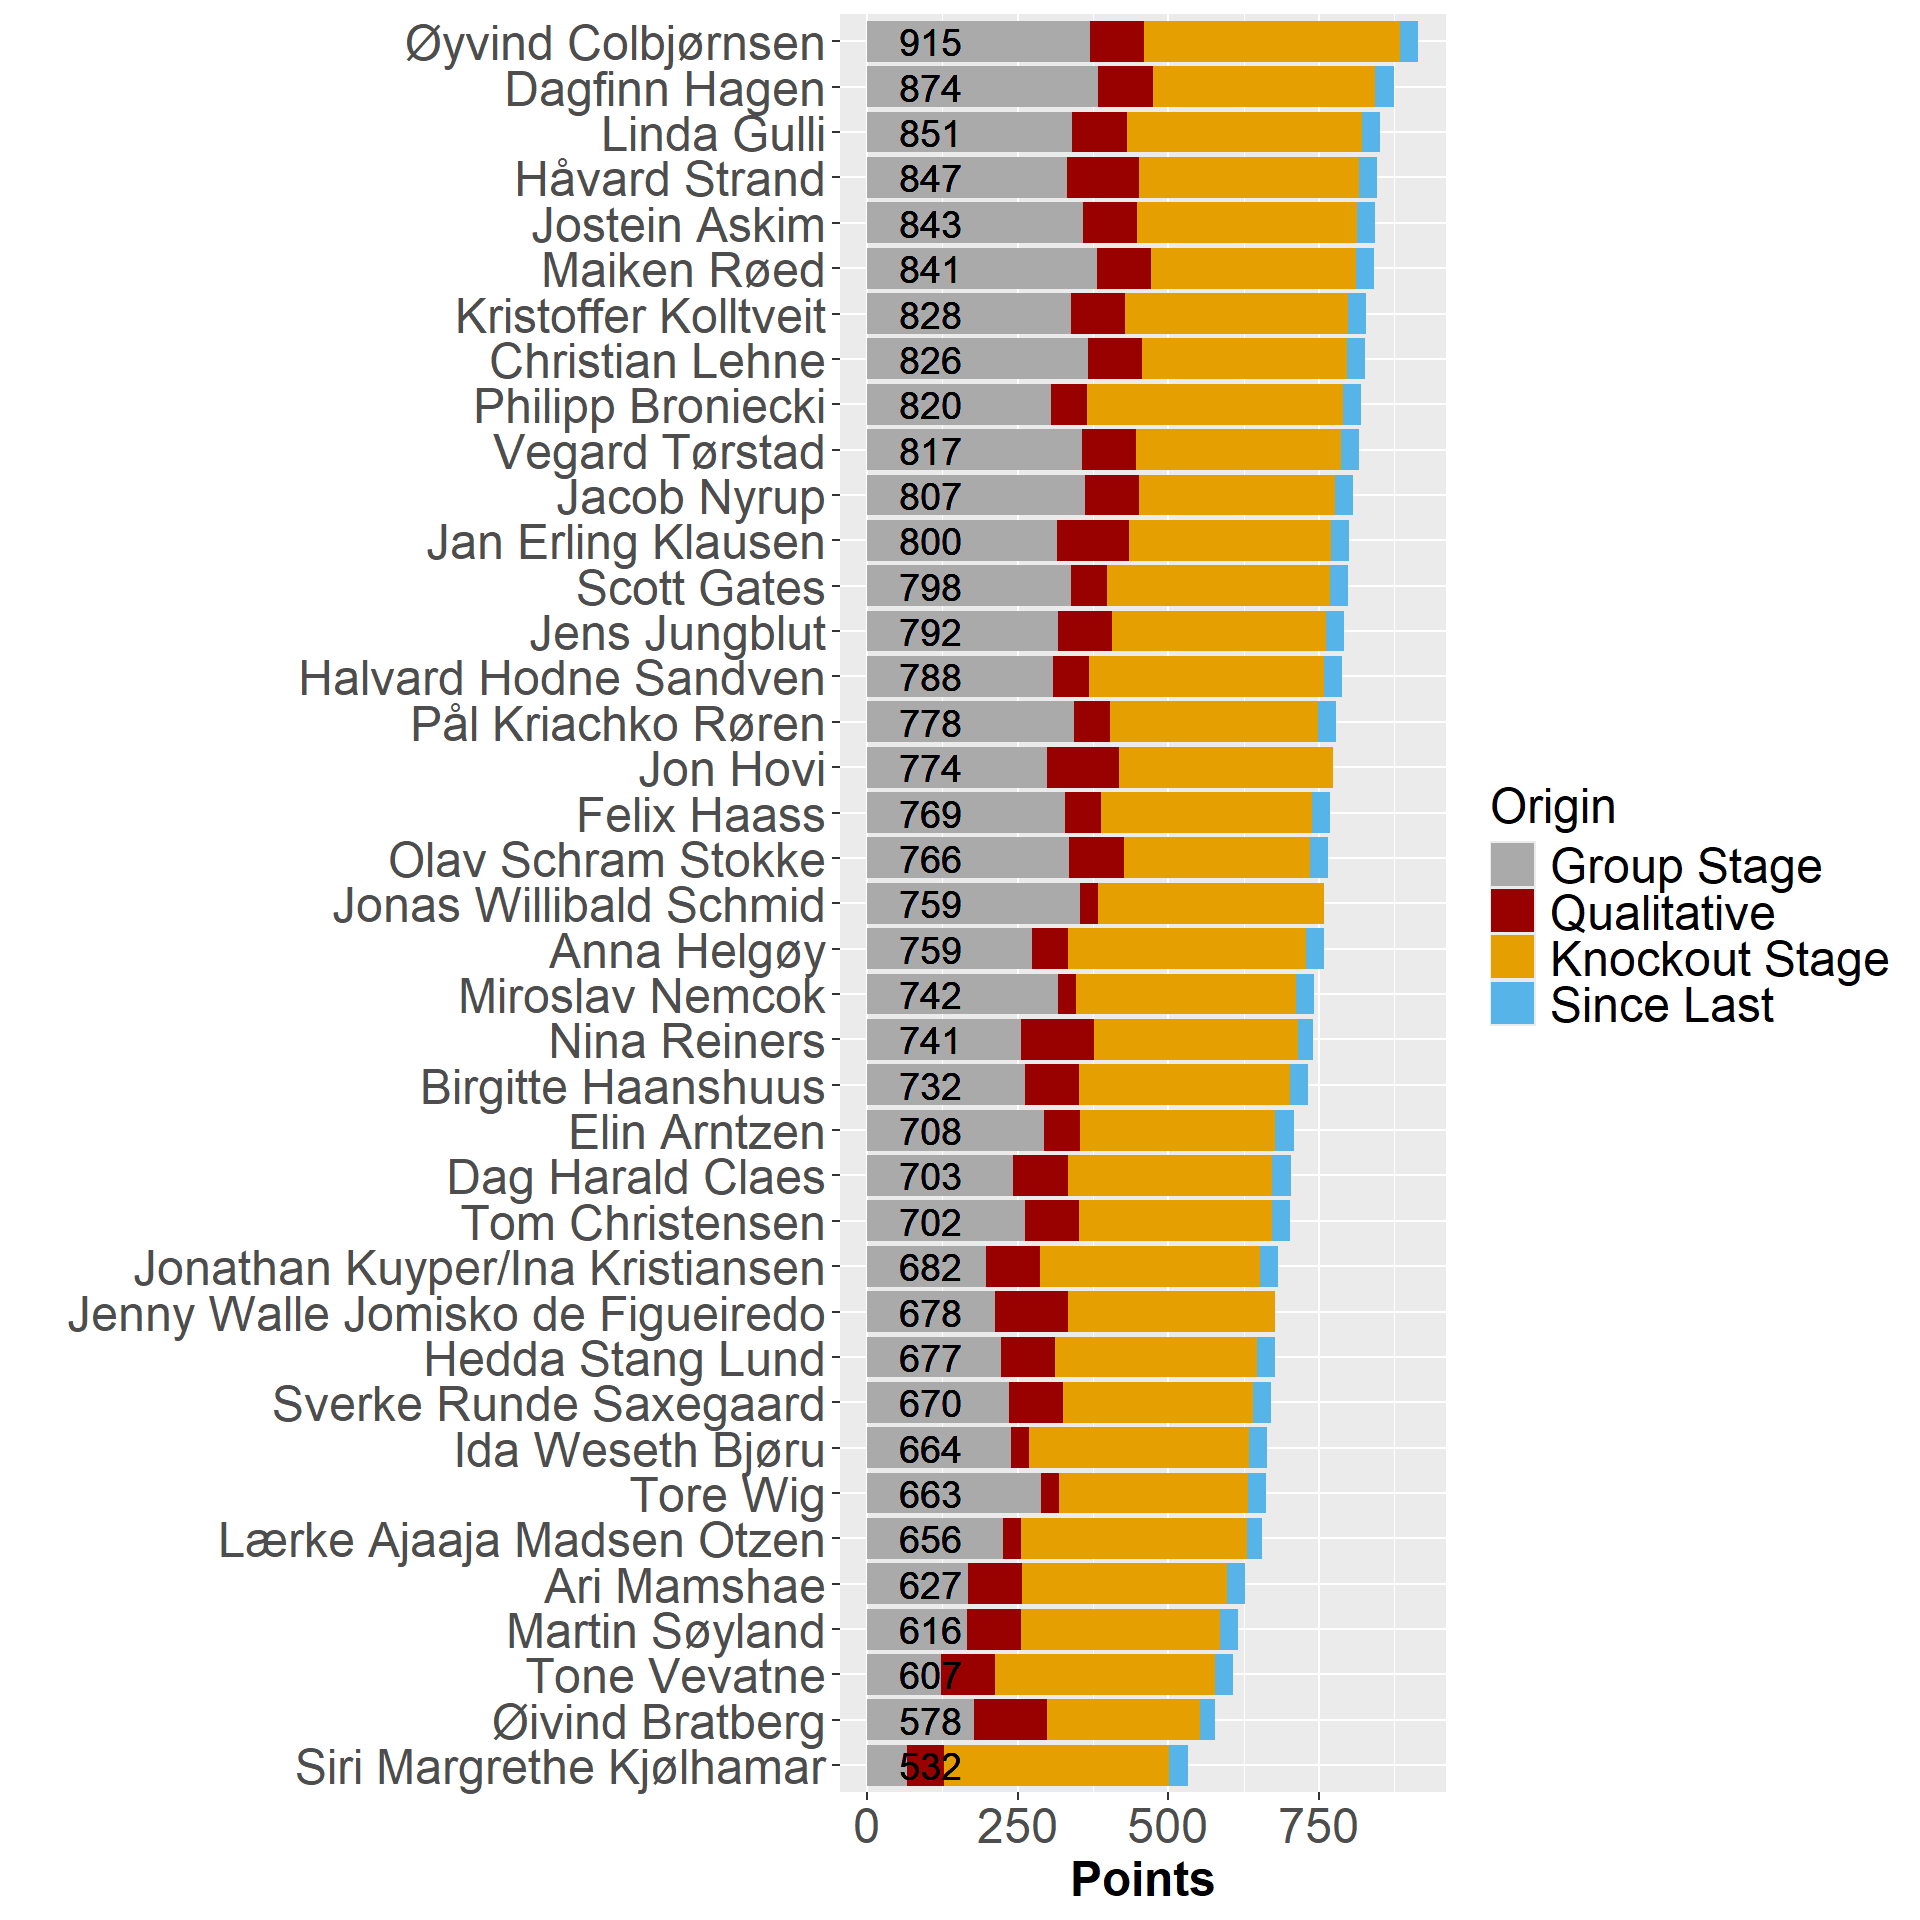 Øyvind Colbjørnsen 915
Dagfinn Hagen 874
Linda Gulli 851
Håvard Strand 847
Jostein Askim 843
Maiken Røed 841
Kristoffer Kolltveit 828
Christian Lehne 826
Philipp Broniecki 820
Vegard Tørstad 817
Jacob Nyrup 807
Jan Erling Klausen 800
Scott Gates 798
Jens Jungblut 792
Halvard Hodne Sandven 788
Pål Kriachko Røren 778
Jon Hovi 774
Felix Haass 769
Olav Schram Stokke 766
Jonas Willibald Schmid 759
Anna Helgøy 759
Miroslav Nemcok 742
Nina Reiners 741
Birgitte Haanshuus 732
Elin Arntzen 708
Dag Harald Claes 703
Tom Christensen 702
Jonathan Kuyper/Ina Kristiansen 682
Jenny Walle Jomisko de Figueiredo 678
Hedda Stang Lund 677
Sverke Runde Saxegaard 670
Ida Weseth Bjøru 664
Tore Wig 663
Lærke Ajaaja Madsen Otzen 656
Ari Mamshae 627
Martin Søyland 616
Tone Vevatne 607
Øivind Bratberg 578
Siri Margrethe Kjølhamar 532
0 250 500 750
Points
Origin
Group Stage
Qualitative
Knockout Stage
Since Last